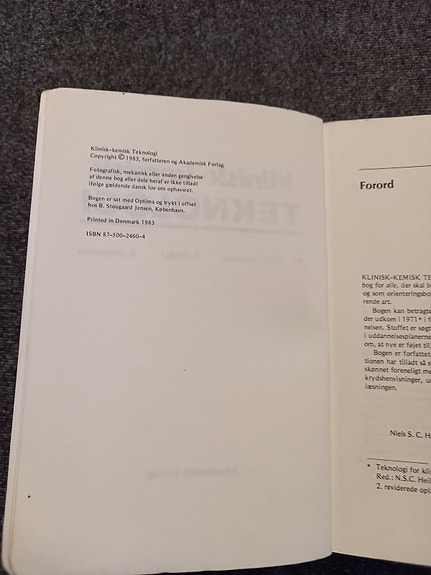 Klinisk-kemisk Teknologi
Copyright © 1983, forfatteren og Akademisk Forlag.
Fotografisk, mekanisk eller anden gengivelse
af denne bog eller dele heraf er ikke tilladt
ifølge gældende dansk lov om ophavsret.
Bogen er sat med Optima og trykt i offset
hos B. Stougaard Jensen, København.
Printed in Denmark 1983
ISBN 87-500-2460-4
Forord
KLINISK-KEMISK TE
bog for alle, der skal b
og som orienteringsbo
rende art.
Bogen kan betragte
der udkom i 1971* i f
nelsen. Stoffet er søgt
i uddannelsesplanerne
om, at nye er føjet til,
Bogen er forfattet
tionen har tilladt så s
skønnet foreneligt me
krydshenvisninger, un
læsningen.
Niels S. C. He
* Teknologi for klin
Red.: N.S.C. Heil
2. reviderede opla